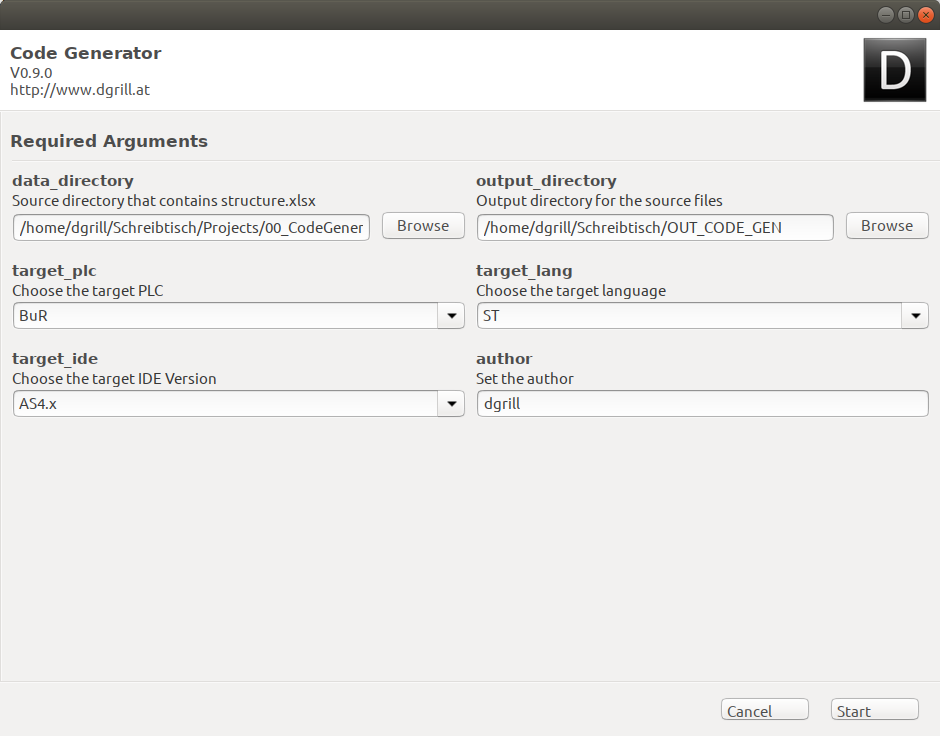 Code Generator
V0.9.0
http://www.dgrill.at
D
Required Arguments
data_directory
Source directory that contains structure.xlsx
/home/dgrill/Schreibtisch/Projects/00_CodeGener
Browse
output_directory
Output directory for the source files
/home/dgrill/Schreibtisch/OUT_CODE_GEN
Browse
target_plc
Choose the target PLC
BuR
target_lang
Choose the target language
ST
target_ide
Choose the target IDE Version
AS4.x
author
Set the author
dgrill
Cancel
Start